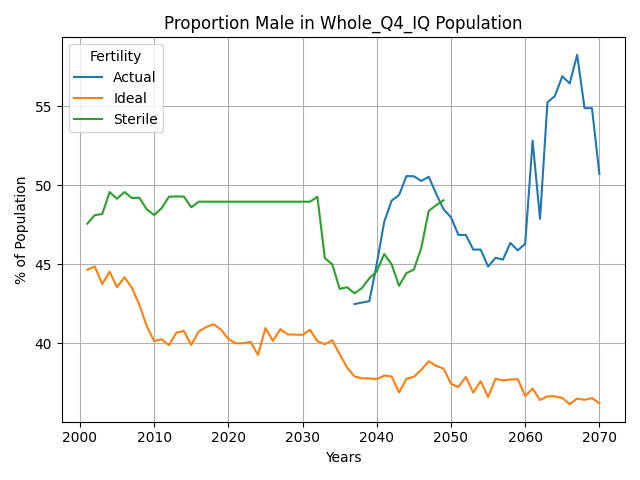 Proportion Male in Whole_Q4_IQ Population
Fertility
Actual
Ideal
Sterile
% of Population
55
50
45
40
2000 2010 2020 2030 2040 2050 2060 2070
Years